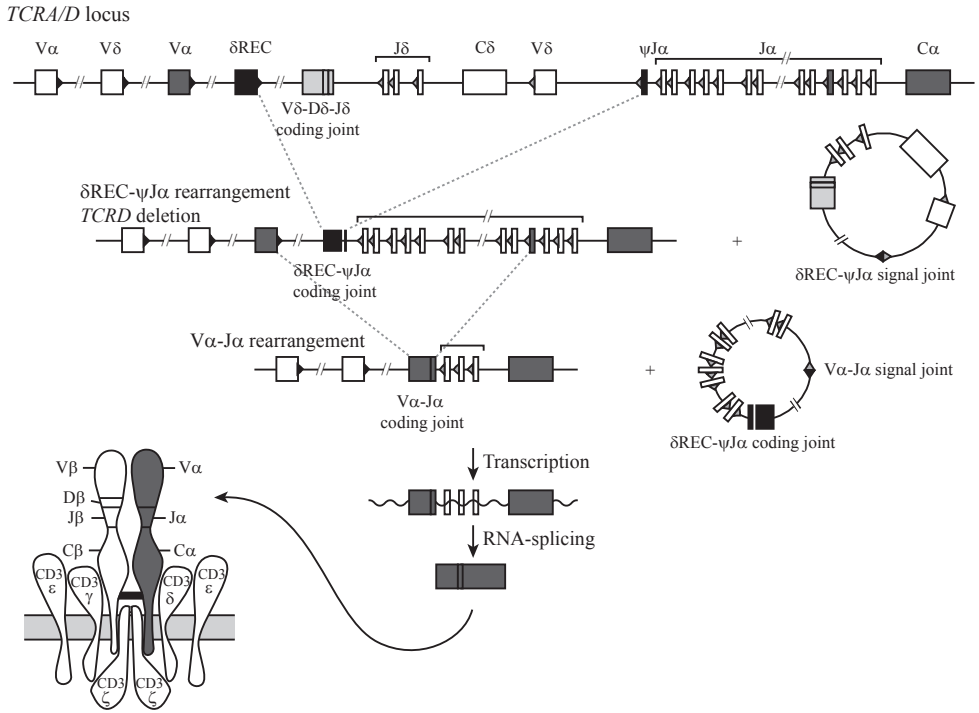 TCRA/D locus
Vα Vδ Vα δREC Jδ Cδ Vδ ψJα Jα Cα
Vδ-Dδ-Jδ
coding joint
δREC-ψJα rearrangement
TCRD deletion
+
δREC-ψJα
coding joint
δREC-ψJα signal joint
Vα-Jα rearrangement
+
Vα-Jα signal joint
Vα-Jα
coding joint
δREC-ψJα coding joint
Transcription
RNA-splicing
Vβ Vα
Dβ
Jβ Jα
Cβ Cα
CD3 ε
CD3 γ
CD3 δ
CD3 ε
CD3 ζ
CD3 ζ